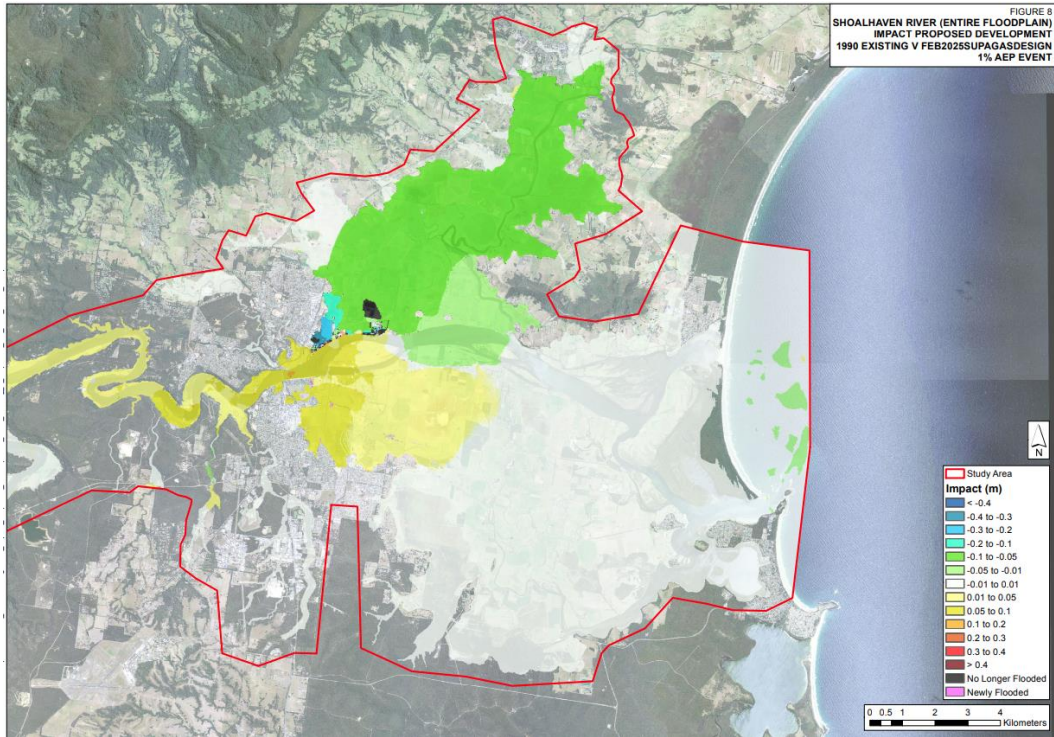 FIGURE 8
SHOALHAVEN RIVER (ENTIRE FLOODPLAIN)
IMPACT PROPOSED DEVELOPMENT
1990 EXISTING V FEB2025SUPAGASDESIGN
1% AEP EVENT
N
Study Area
Impact (m)
< -0.4
-0.4 to -0.3
-0.3 to -0.2
-0.2 to -0.1
-0.1 to -0.05
-0.05 to -0.01
-0.01 to 0.01
0.01 to 0.05
0.05 to 0.1
0.1 to 0.2
0.2 to 0.3
0.3 to 0.4
> 0.4
No Longer Flooded
Newly Flooded
0 0.5 1 2 3 4
Kilometers